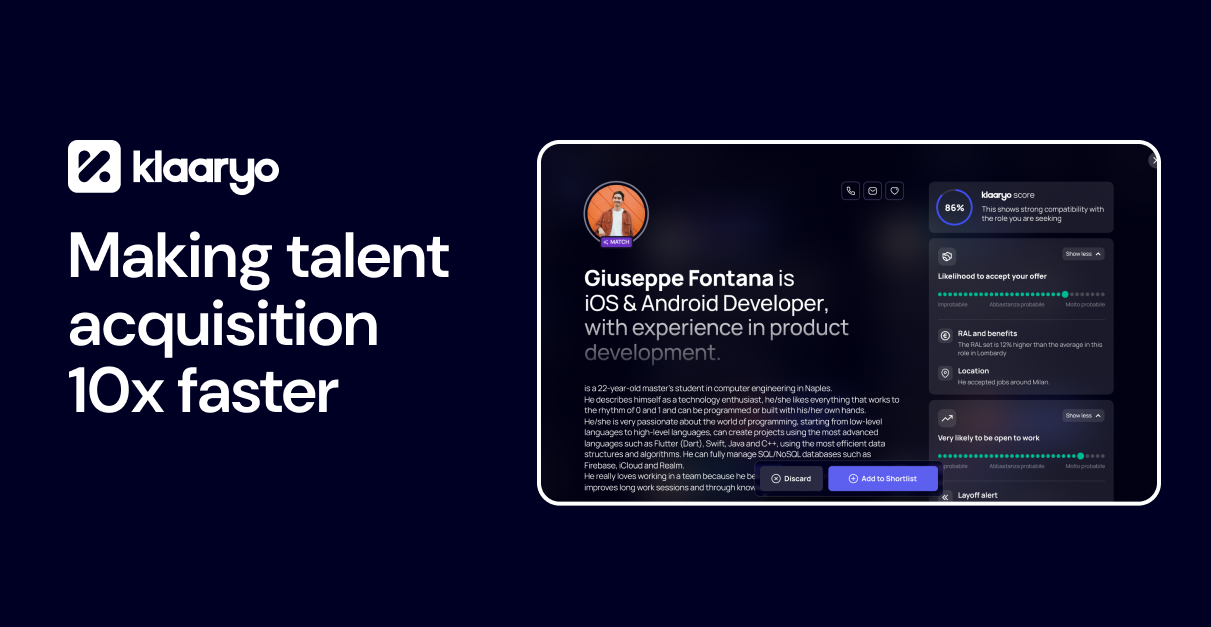 klaaryo
Making talent
acquisition
10x faster
MATCH
Giuseppe Fontana is
iOS & Android Developer,
with experience in product
development.
is a 22-year-old master's student in computer engineering in Naples.
He describes himself as a technology enthusiast, he/she likes everything that works to
the rhythm of 0 and 1 and can be programmed or built with his/her own hands.
He/she is very passionate about the world of programming, starting from low-level
languages to high-level languages, can create projects using the most advanced
languages such as Flutter (Dart), Swift, Java and C++, using the most efficient data
structures and algorithms. He can fully manage SQL/NoSQL databases such as
Firebase, iCloud and Realm.
He really loves working in a team because he be
improves long work sessions and through know
Discard
Add to Shortlist
86%
klaaryo score
This shows strong compatibility with
the role you are seeking
Show less
Likelihood to accept your offer
Improbabile Abbastanza probabile Molto probabile
RAL and benefits
The RAL set is 12% higher than the average in this
role in Lombardy
Location
He accepted jobs around Milan.
Show less
Very likely to be open to work
probabile Abbastanza probabile Molto probabile
Layoff alert